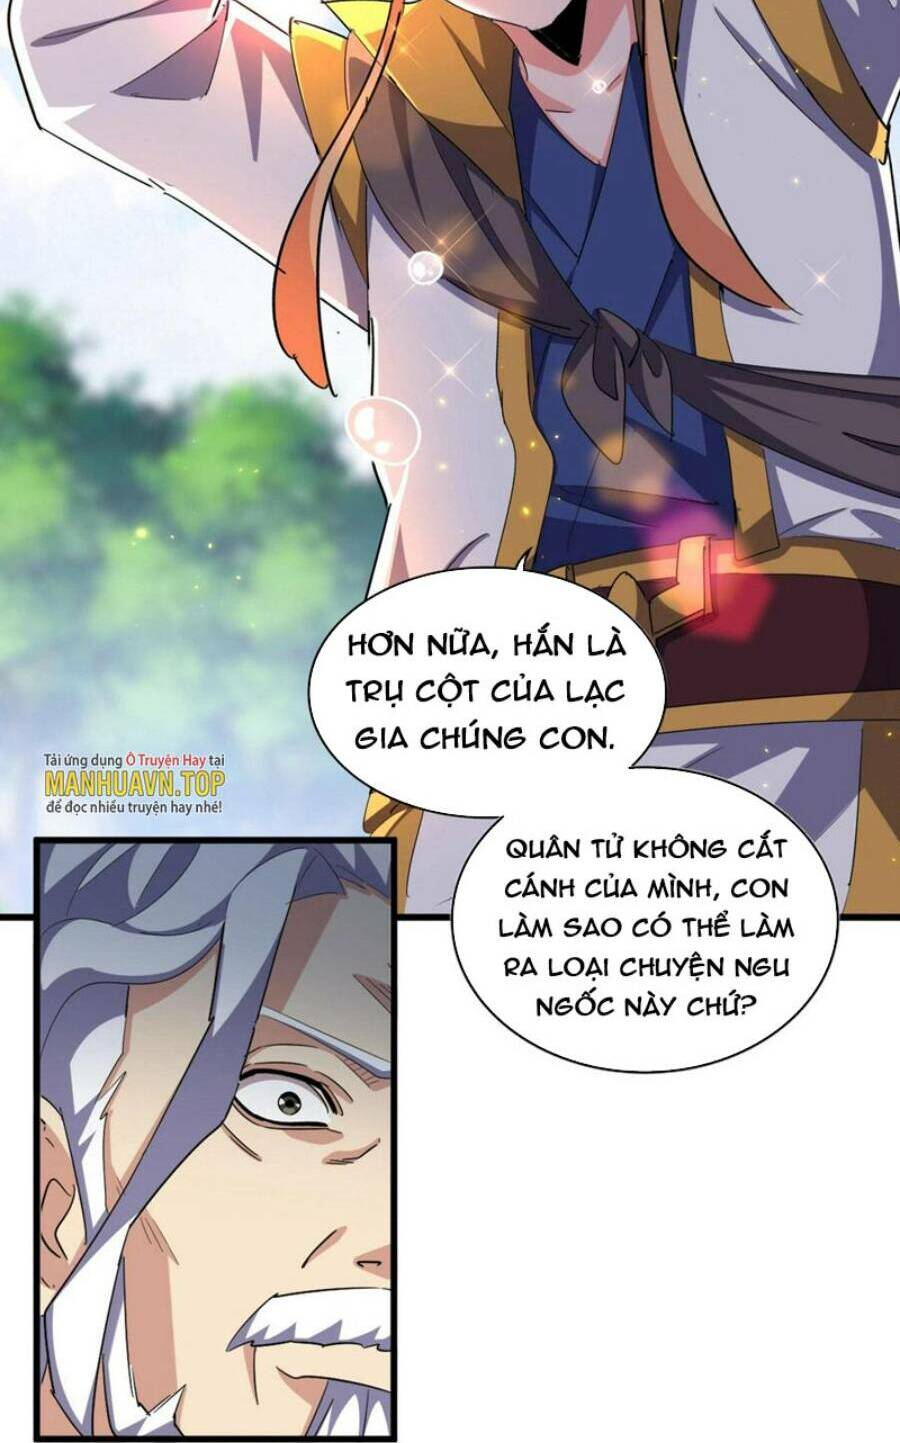 HƠN NỮA, HẮN LÀ
TRỤ CỘT CỦA LẠC
GIA CHÚNG CON.
Tải ứng dụng Ô Truyện Hay tại
MANHUAVN.TOP
để đọc nhiều truyện hay nhé!
QUÂN TỬ KHÔNG CẮT
CÁNH CỦA MÌNH, CON
LÀM SAO CÓ THỂ LÀM
RA LOẠI CHUYỆN NGU
NGỐC NÀY CHỨ?